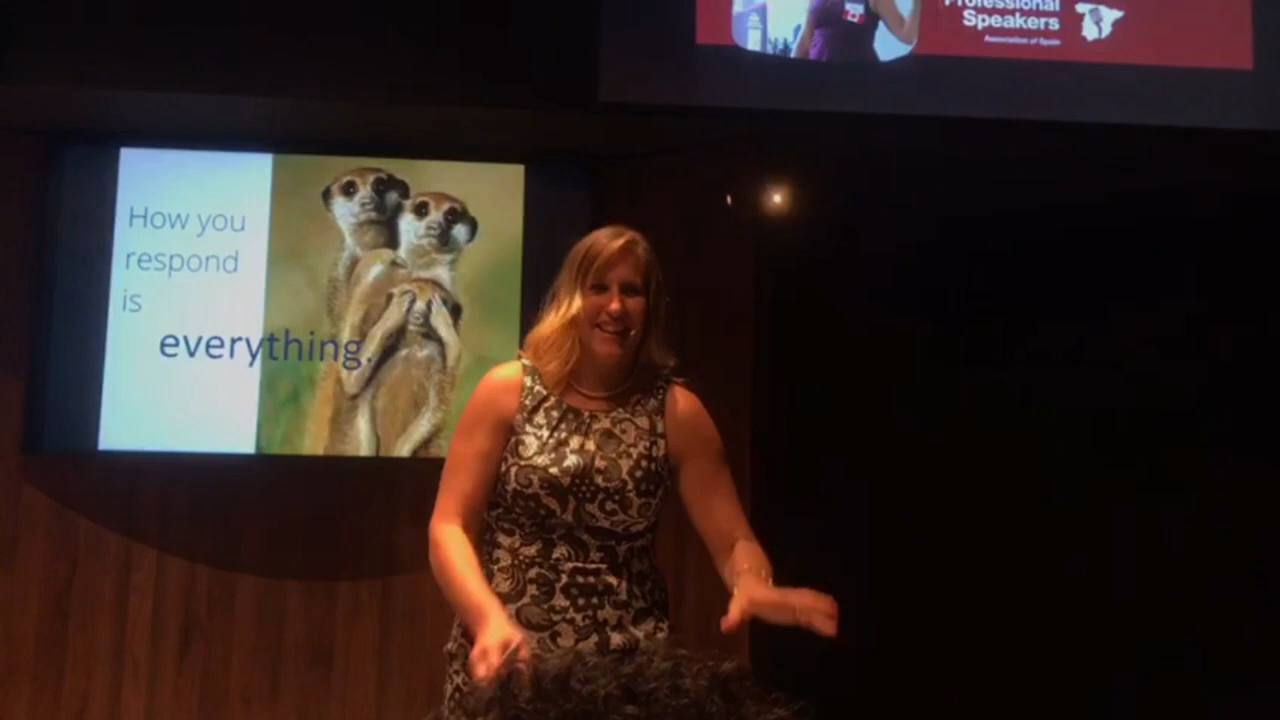 Professional
Speakers
Association of Spain
How you
respond
is
everything.